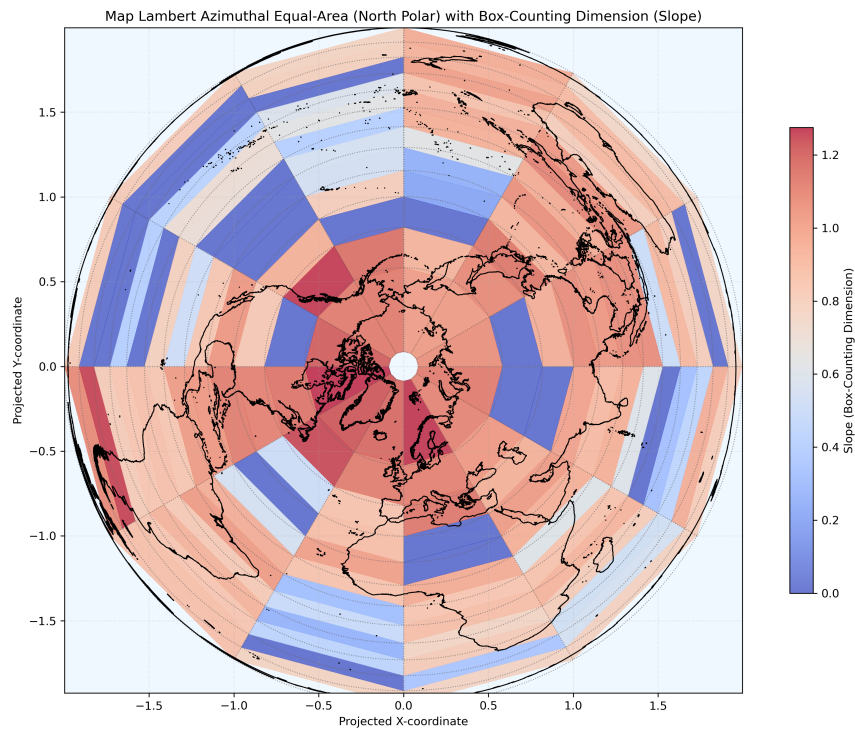 Map Lambert Azimuthal Equal-Area (North Polar) with Box-Counting Dimension (Slope)
Projected Y-coordinate
1.5
1.0
0.5
0.0
−0.5
−1.0
−1.5
−1.5 −1.0 −0.5 0.0 0.5 1.0 1.5
Projected X-coordinate
1.2
1.0
0.8
0.6
0.4
0.2
0.0
Slope (Box-Counting Dimension)